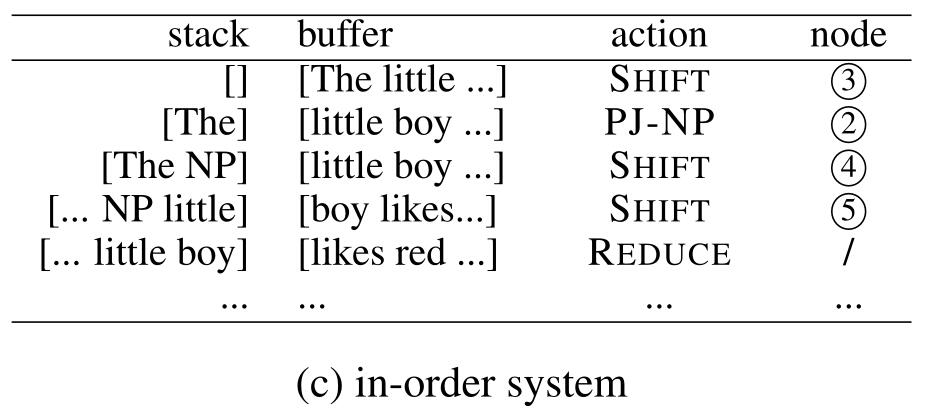 stack buffer action node
[] [The little ...] SHIFT ③
[The] [little boy ...] PJ-NP ②
[The NP] [little boy ...] SHIFT ④
[... NP little] [boy likes...] SHIFT ⑤
[... little boy] [likes red ...] REDUCE /
... ... ... ...
(c) in-order system